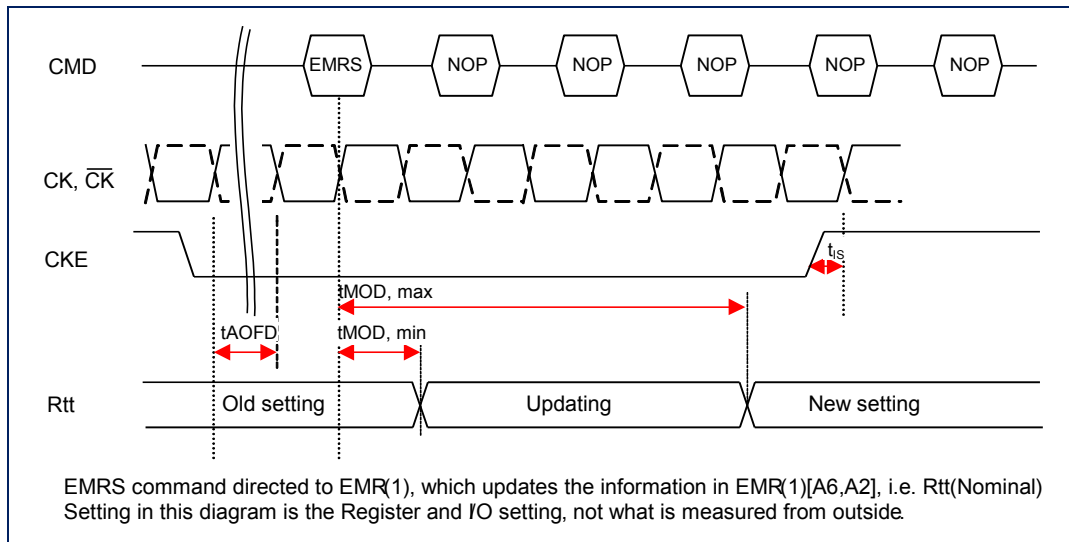 CMD
EMRS NOP NOP NOP NOP NOP
CK, C̅K̅
CKE
tIS
tMOD, max
tAOFD tMOD, min
Rtt Old setting Updating New setting
EMRS command directed to EMR(1), which updates the information in EMR(1)[A6,A2], i.e. Rtt(Nominal)
Setting in this diagram is the Register and I/O setting, not what is measured from outside.